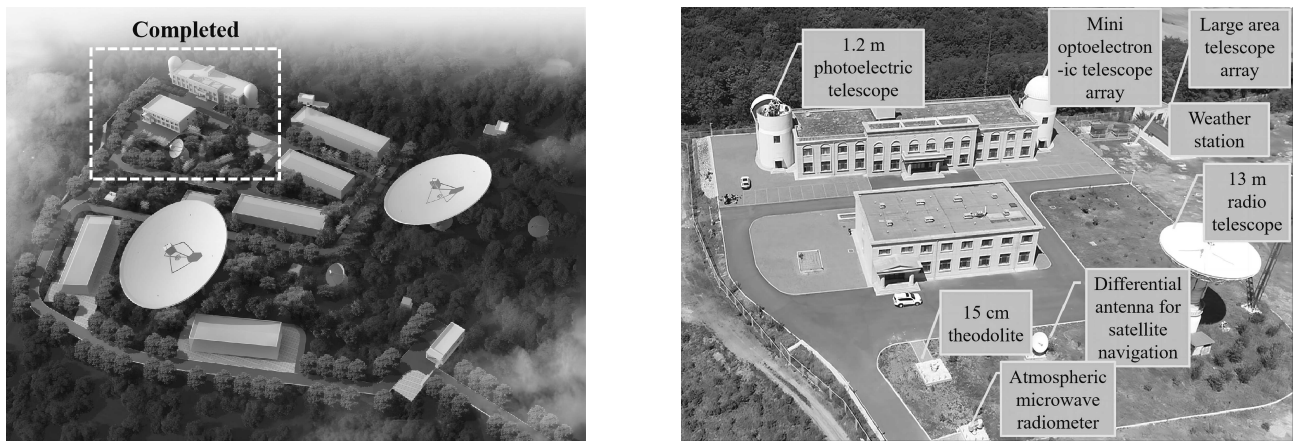 Completed
1.2 m
photoelectric
telescope
Mini
optoelectron
-ic telescope
array
Large area
telescope
array
Weather
station
13 m
radio
telescope
Differential
antenna for
satellite
navigation
15 cm
theodolite
Atmospheric
microwave
radiometer